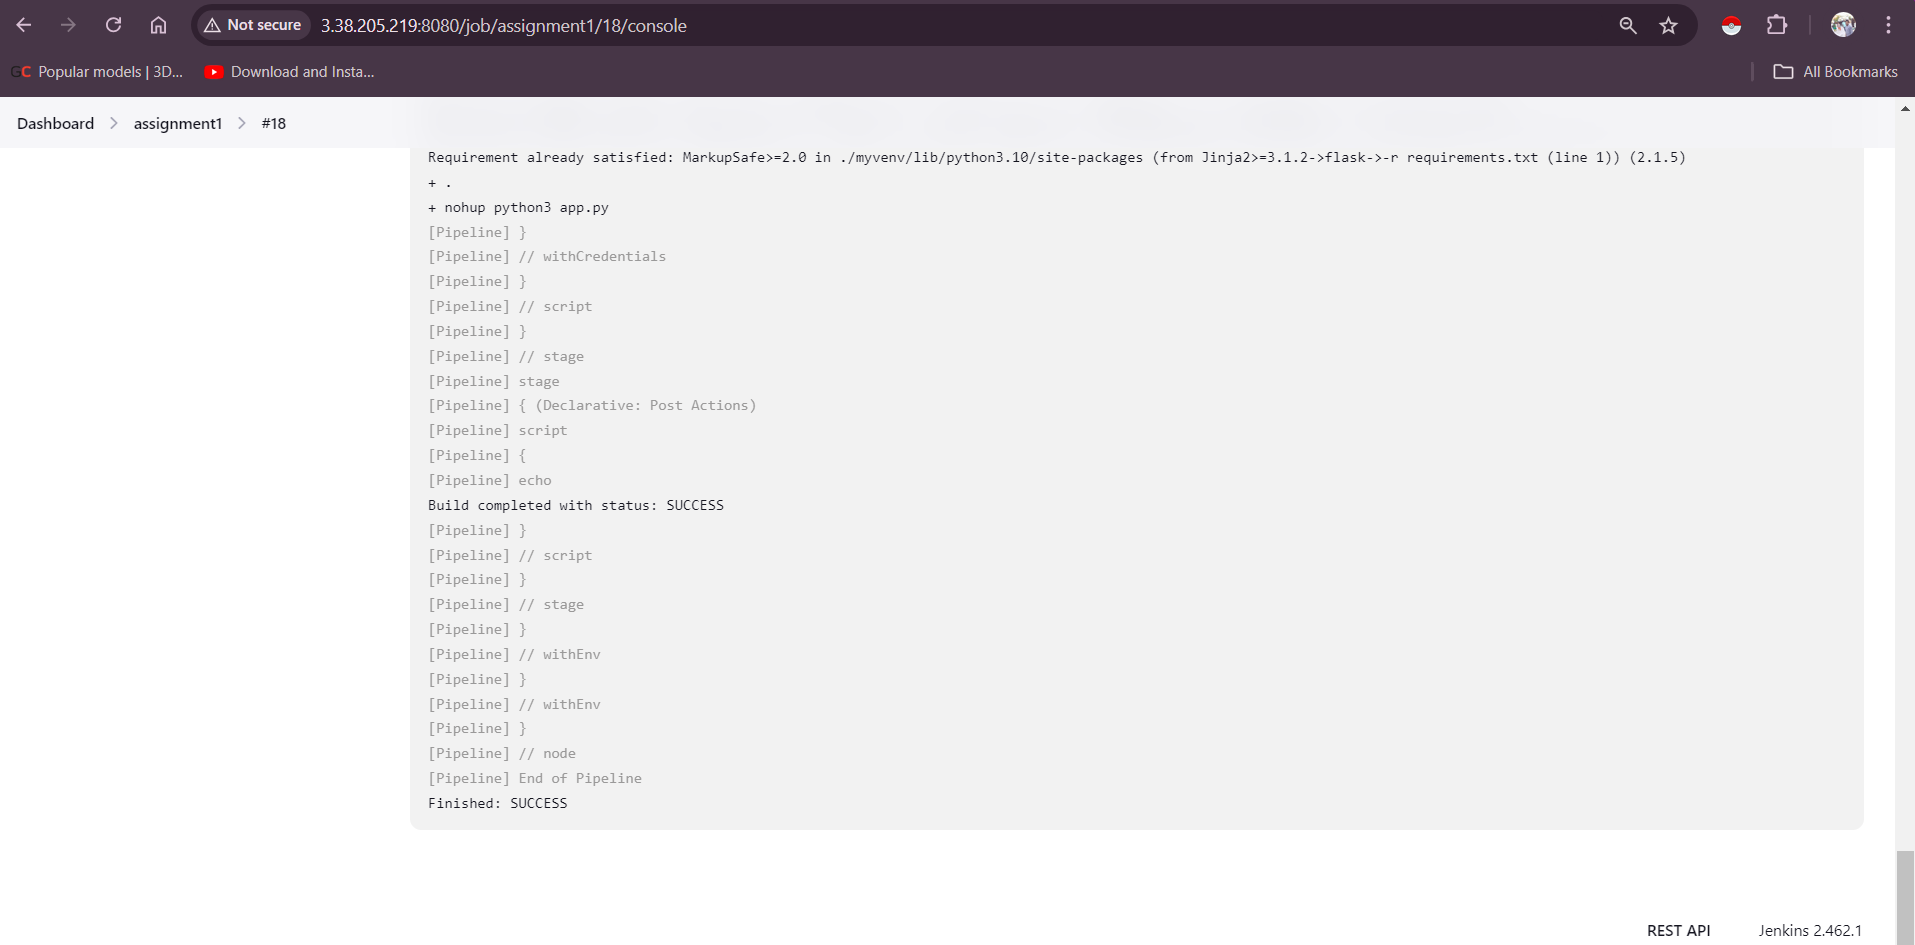 Not secure 3.38.205.219:8080/job/assignment1/18/console
GC Popular models | 3D... Download and Insta... All Bookmarks
Dashboard assignment1 #18
Requirement already satisfied: MarkupSafe>=2.0 in ./myvenv/lib/python3.10/site-packages (from Jinja2>=3.1.2->flask->-r requirements.txt (line 1)) (2.1.5)
+ .
+ nohup python3 app.py
[Pipeline] }
[Pipeline] // withCredentials
[Pipeline] }
[Pipeline] // script
[Pipeline] }
[Pipeline] // stage
[Pipeline] stage
[Pipeline] { (Declarative: Post Actions)
[Pipeline] script
[Pipeline] {
[Pipeline] echo
Build completed with status: SUCCESS
[Pipeline] }
[Pipeline] // script
[Pipeline] }
[Pipeline] // stage
[Pipeline] }
[Pipeline] // withEnv
[Pipeline] }
[Pipeline] // withEnv
[Pipeline] }
[Pipeline] // node
[Pipeline] End of Pipeline
Finished: SUCCESS
REST API Jenkins 2.462.1